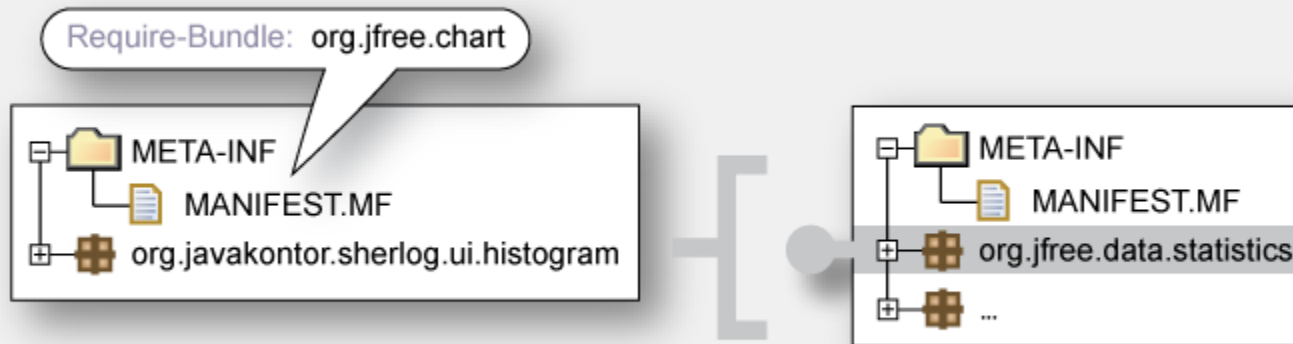 Require-Bundle: org.jfree.chart
META-INF
MANIFEST.MF
org.javakontor.sherlog.ui.histogram
META-INF
MANIFEST.MF
org.jfree.data.statistics
...